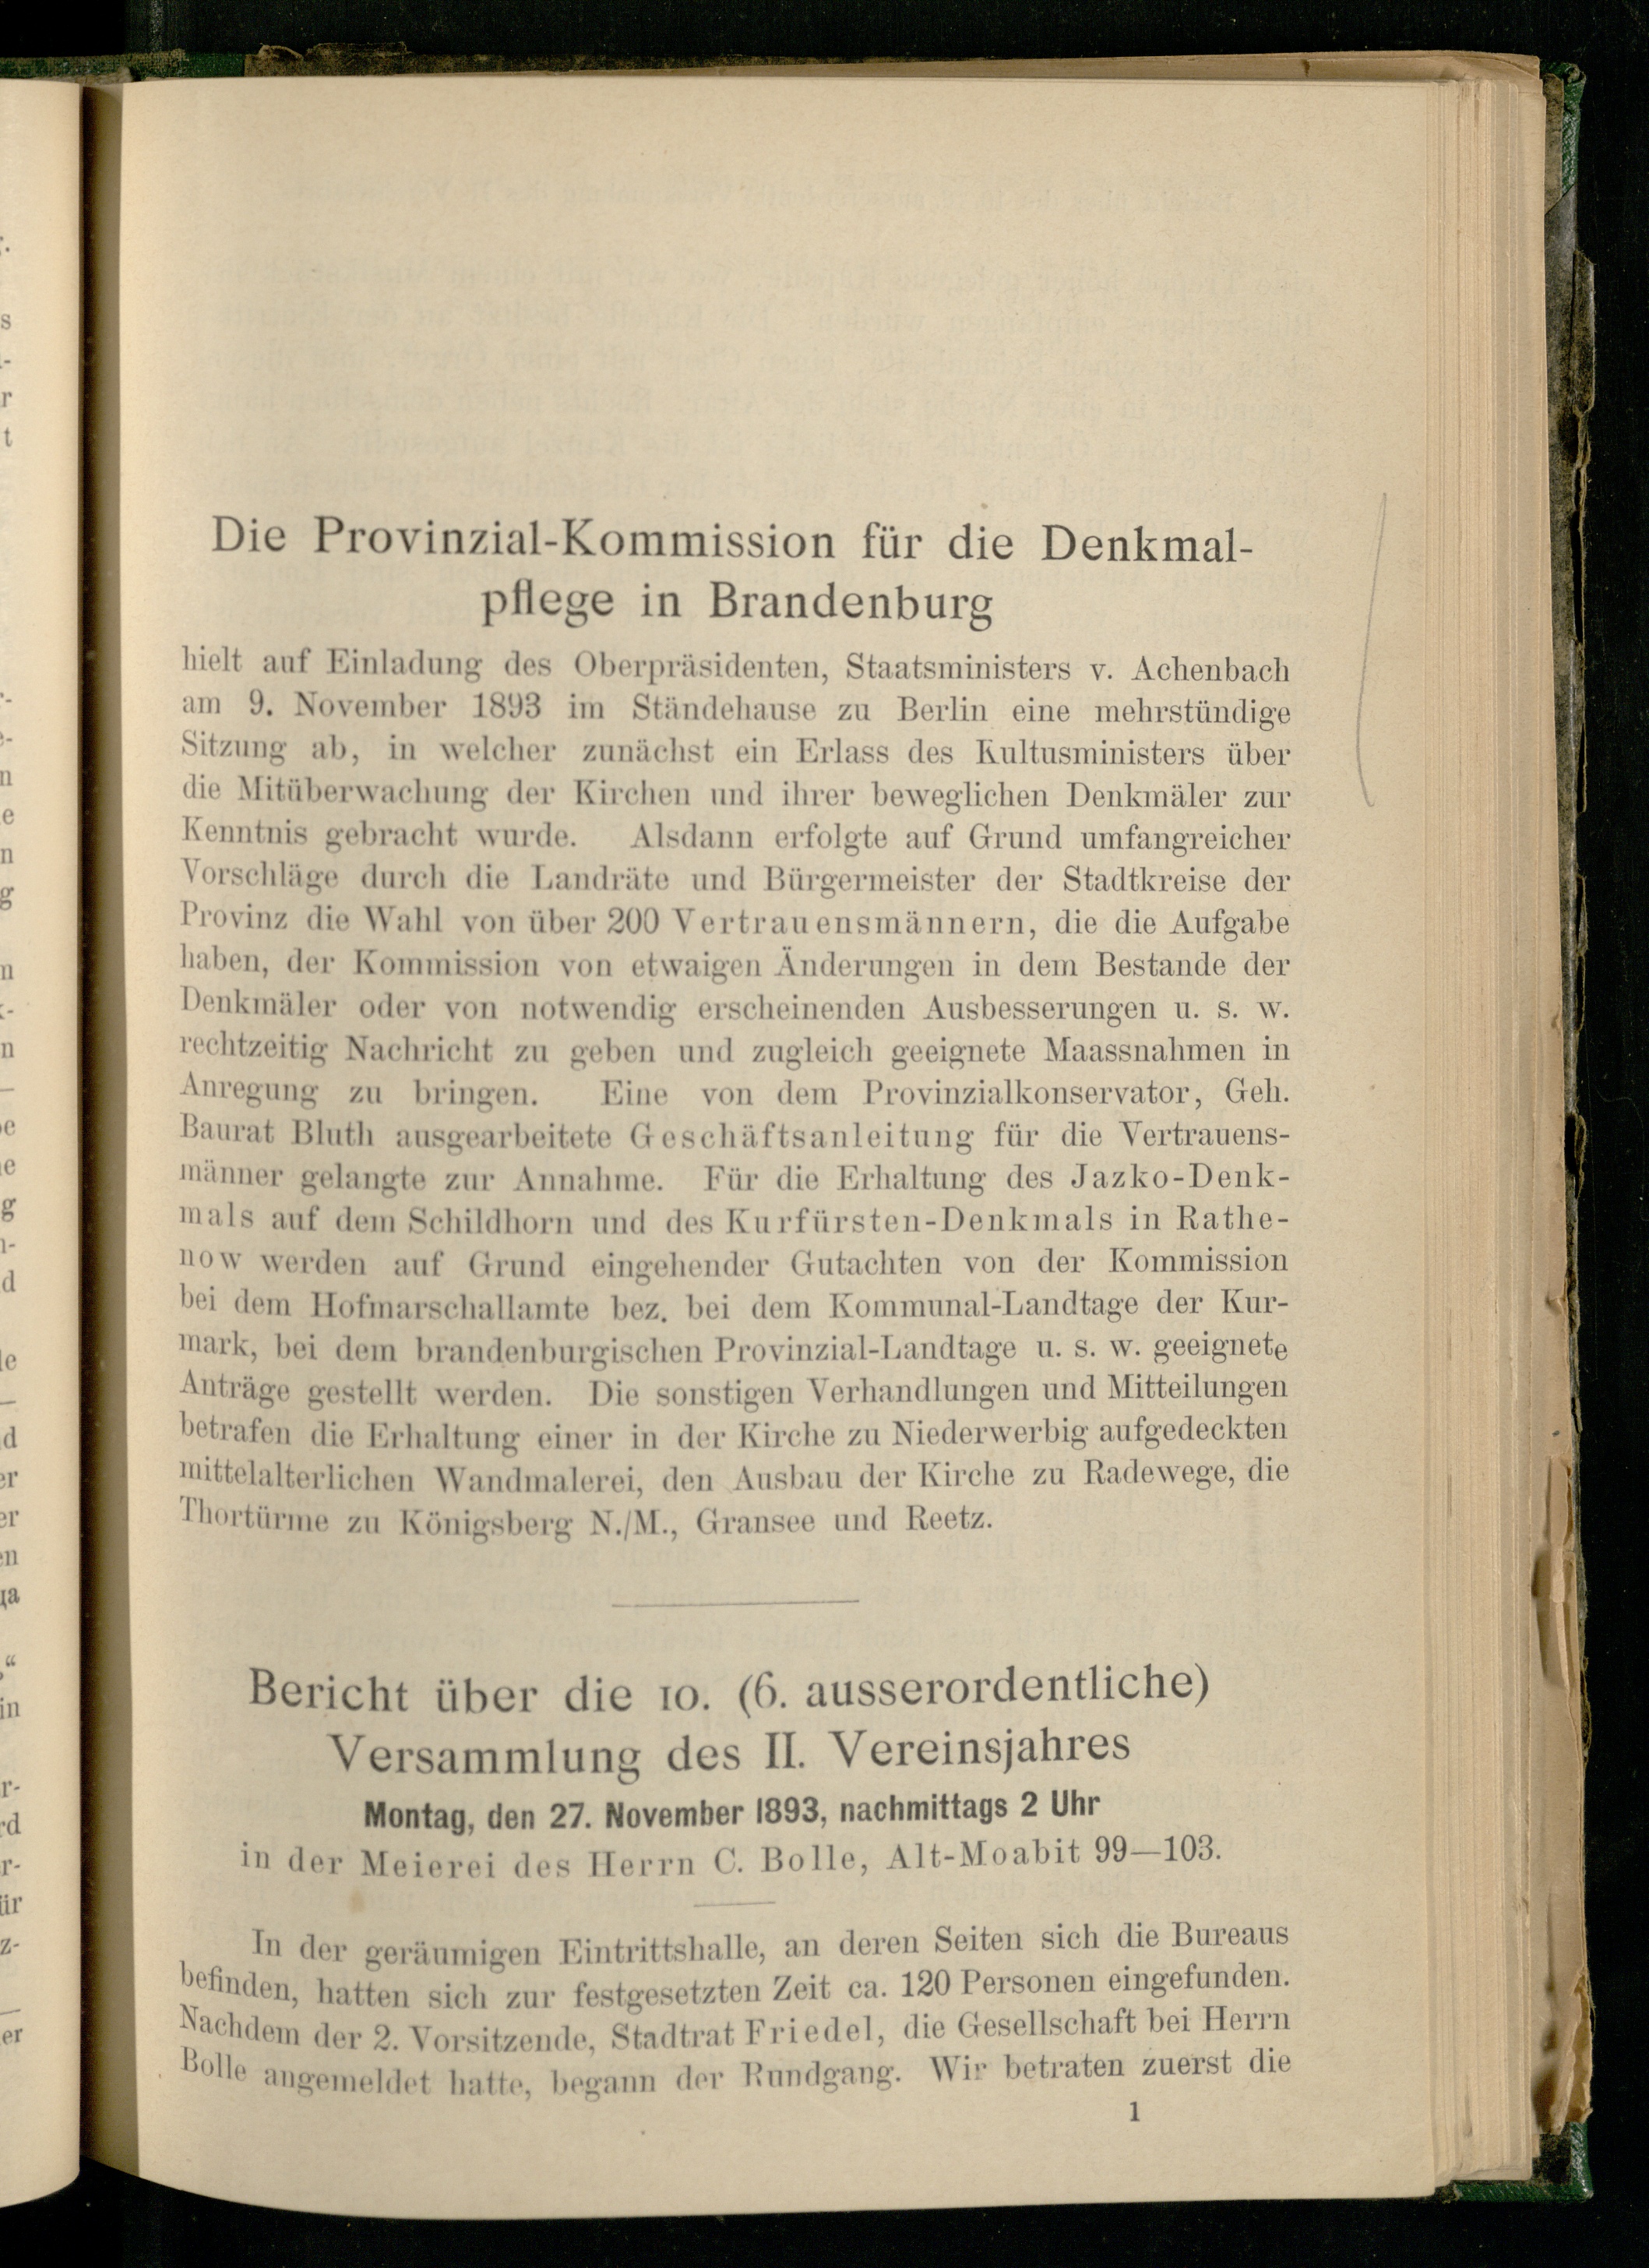 Die Provinzial-Kommission für die Denkmal-
pflege in Brandenburg
hielt auf Einladung des Oberpräsidenten, Staatsministers v. Achenbach
am 9. November 1893 im Ständehause zu Berlin eine mehrstündige
Sitzung ab, in welcher zunächst ein Erlass des Kultusministers über
die Mitüberwachung der Kirchen und ihrer beweglichen Denkmäler zur
Kenntnis gebracht wurde. Alsdann erfolgte auf Grund umfangreicher
Vorschläge durch die Landräte und Bürgermeister der Stadtkreise der
Provinz die Wahl von über 200 Vertrauensmännern, die die Aufgabe
haben, der Kommission von etwaigen Änderungen in dem Bestande der
Denkmäler oder von notwendig erscheinenden Ausbesserungen u. s. w.
rechtzeitig Nachricht zu geben und zugleich geeignete Maassnahmen in
Anregung zu bringen. Eine von dem Provinzialkonservator, Geh.
Baurat Bluth ausgearbeitete Geschäftsanleitung für die Vertrauens-
männer gelangte zur Annahme. Für die Erhaltung des Jazko-Denk-
mals auf dem Schildhorn und des Kurfürsten-Denkmals in Rathe-
now werden auf Grund eingehender Gutachten von der Kommission
bei dem Hofmarschallamte bez. bei dem Kommunal-Landtage der Kur-
mark, bei dem brandenburgischen Provinzial-Landtage u. s. w. geeignete
Anträge gestellt werden. Die sonstigen Verhandlungen und Mitteilungen
betrafen die Erhaltung einer in der Kirche zu Niederwerbig aufgedeckten
mittelalterlichen Wandmalerei, den Ausbau der Kirche zu Radewege, die
Thortürme zu Königsberg N./M., Gransee und Reetz.
Bericht über die 10. (6. ausserordentliche)
Versammlung des II. Vereinsjahres
Montag, den 27. November 1893, nachmittags 2 Uhr
in der Meierei des Herrn C. Bolle, Alt-Moabit 99—103.
In der geräumigen Eintrittshalle, an deren Seiten sich die Bureaus
befinden, hatten sich zur festgesetzten Zeit ca. 120 Personen eingefunden.
Nachdem der 2. Vorsitzende, Stadtrat Friedel, die Gesellschaft bei Herrn
Bolle angemeldet hatte, begann der Rundgang. Wir betraten zuerst die
1